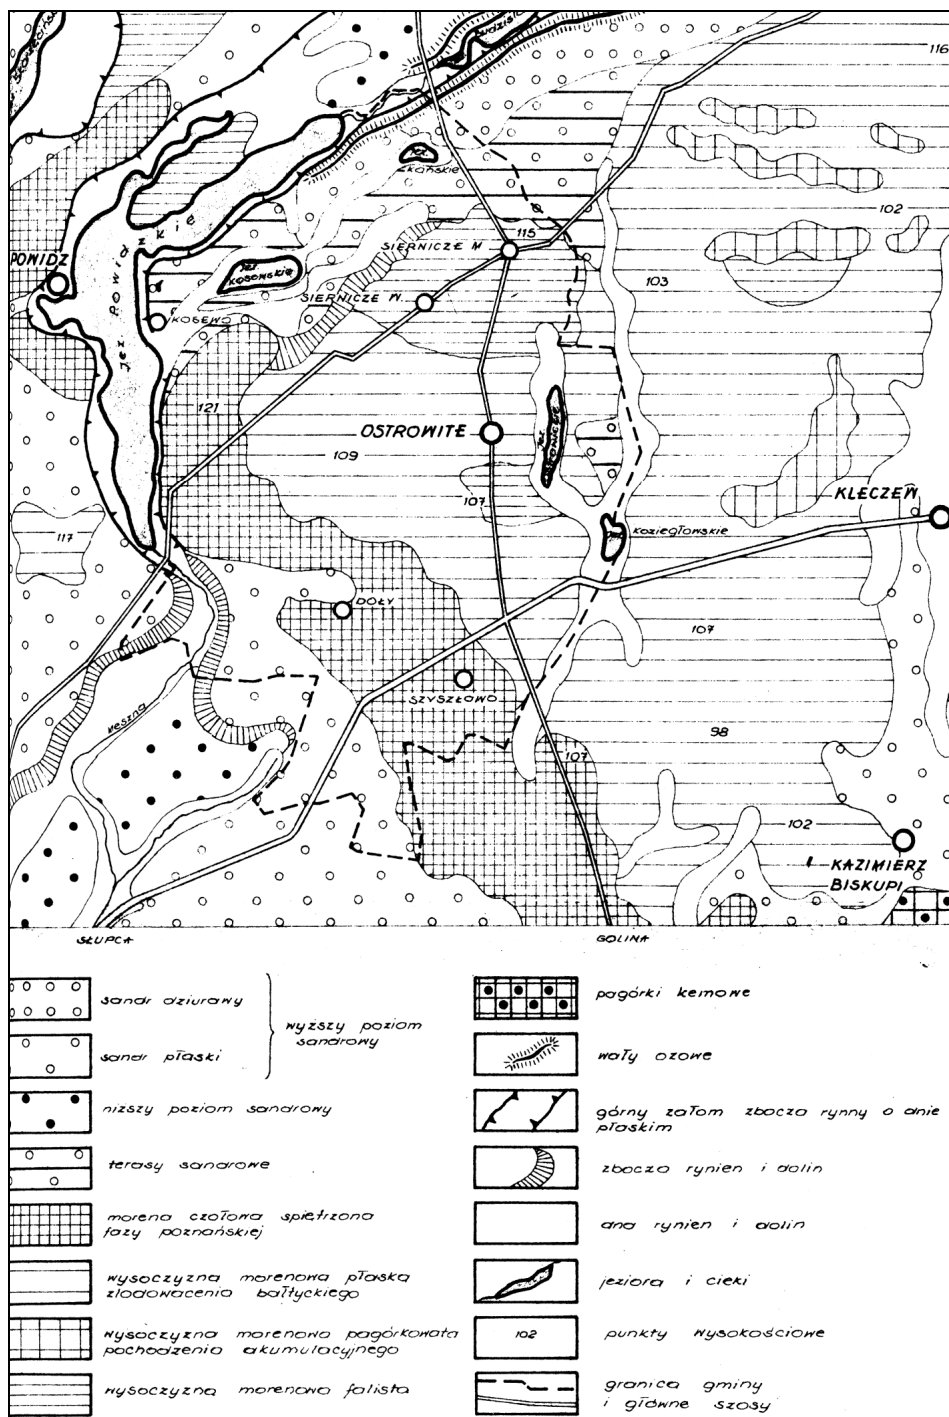 116
102
115
SIERNICZE M
POWIDZ
Jez. Powidzkie
Jez. KOSOWSKIE
103
SIERNICZE W.
KOSEWO
121
OSTROWITE
109
107
KLECZEW
Koziegłowskie
117
DOŁY
107
SZYSZŁOWO
Meszna
98
107
102
KAZIMIERZ
BISKUPI
SŁUPCA
GOLINA
sandr dziurawy
sandr płaski
wyższy poziom
sandrowy
niższy poziom sandrowy
terasy sandrowe
morena czołowa spiętrzona
fazy poznańskiej
wysoczyzna morenowa płaska
zlodowacenia bałtyckiego
wysoczyzna morenowa pagórkowata
pochodzenia akumulacyjnego
wysoczyzna morenowa falista
pagórki kemowe
wały ozowe
górny załom zbocza rynny o dnie
płaskim
zbocza rynien i dolin
dna rynien i dolin
jeziora i cieki
102
punkty wysokościowe
granica gminy
i główne szosy